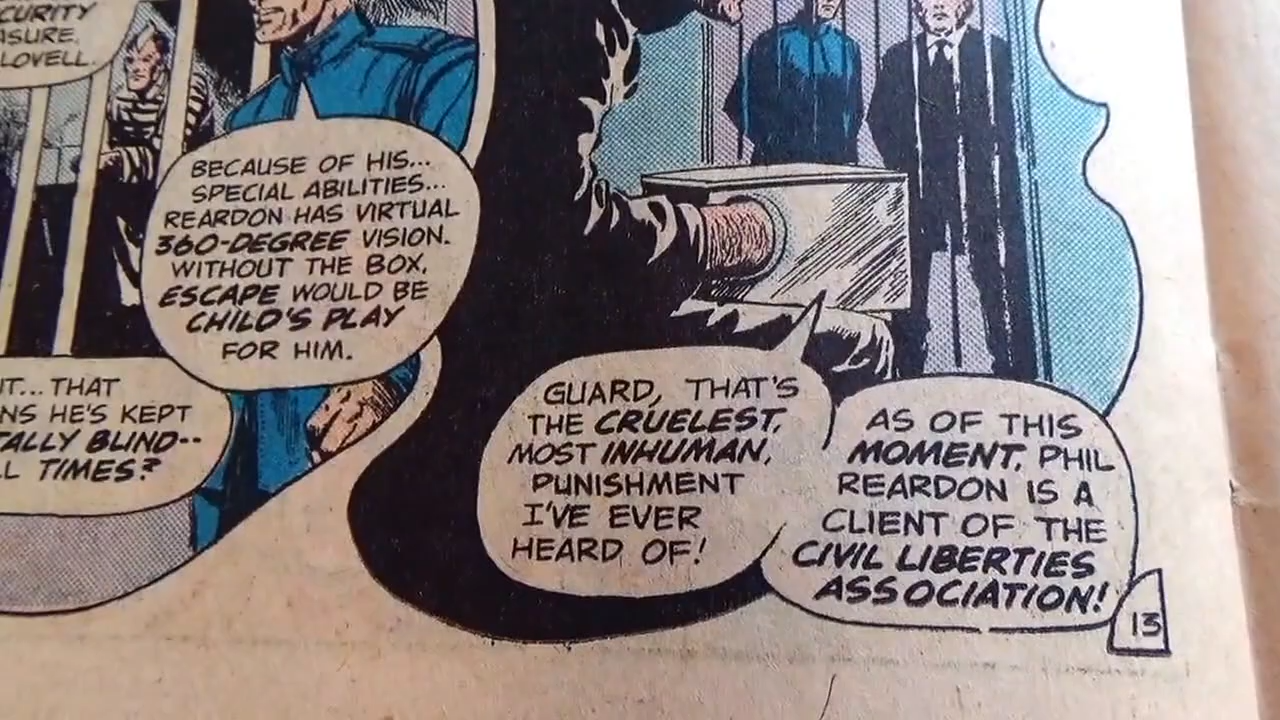 CURITY
ASURE,
LOVELL.
BECAUSE OF HIS...
SPECIAL ABILITIES...
REARDON HAS VIRTUAL
360-DEGREE VISION.
WITHOUT THE BOX,
ESCAPE WOULD BE
CHILD'S PLAY
FOR HIM.
IT... THAT
NS HE'S KEPT
TALLY BLIND--
LL TIMES?
GUARD, THAT'S
THE CRUELEST,
MOST INHUMAN,
PUNISHMENT
I'VE EVER
HEARD OF!
AS OF THIS
MOMENT, PHIL
REARDON IS A
CLIENT OF THE
CIVIL LIBERTIES
ASSOCIATION!
13